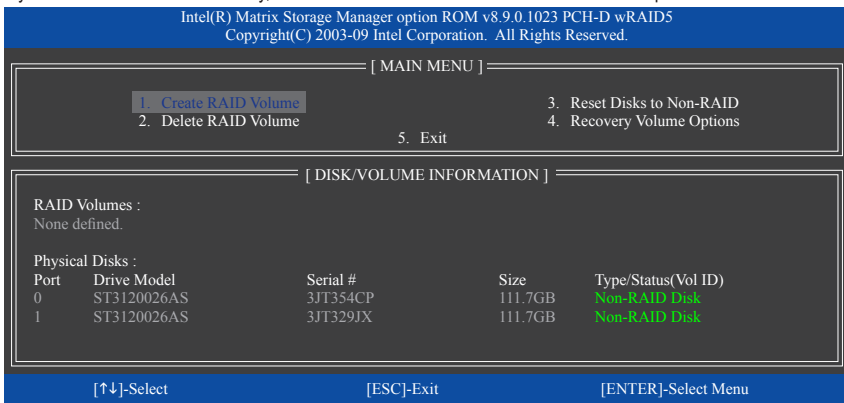 Intel(R) Matrix Storage Manager option ROM v8.9.0.1023 PCH-D wRAID5
Copyright(C) 2003-09 Intel Corporation. All Rights Reserved.
[ MAIN MENU ]
1. Create RAID Volume 3. Reset Disks to Non-RAID
2. Delete RAID Volume 4. Recovery Volume Options
5. Exit
[ DISK/VOLUME INFORMATION ]
RAID Volumes :
None defined.
Physical Disks :
Port Drive Model Serial # Size Type/Status(Vol ID)
0 ST3120026AS 3JT354CP 111.7GB Non-RAID Disk
1 ST3120026AS 3JT329JX 111.7GB Non-RAID Disk
[↑↓]-Select [ESC]-Exit [ENTER]-Select Menu